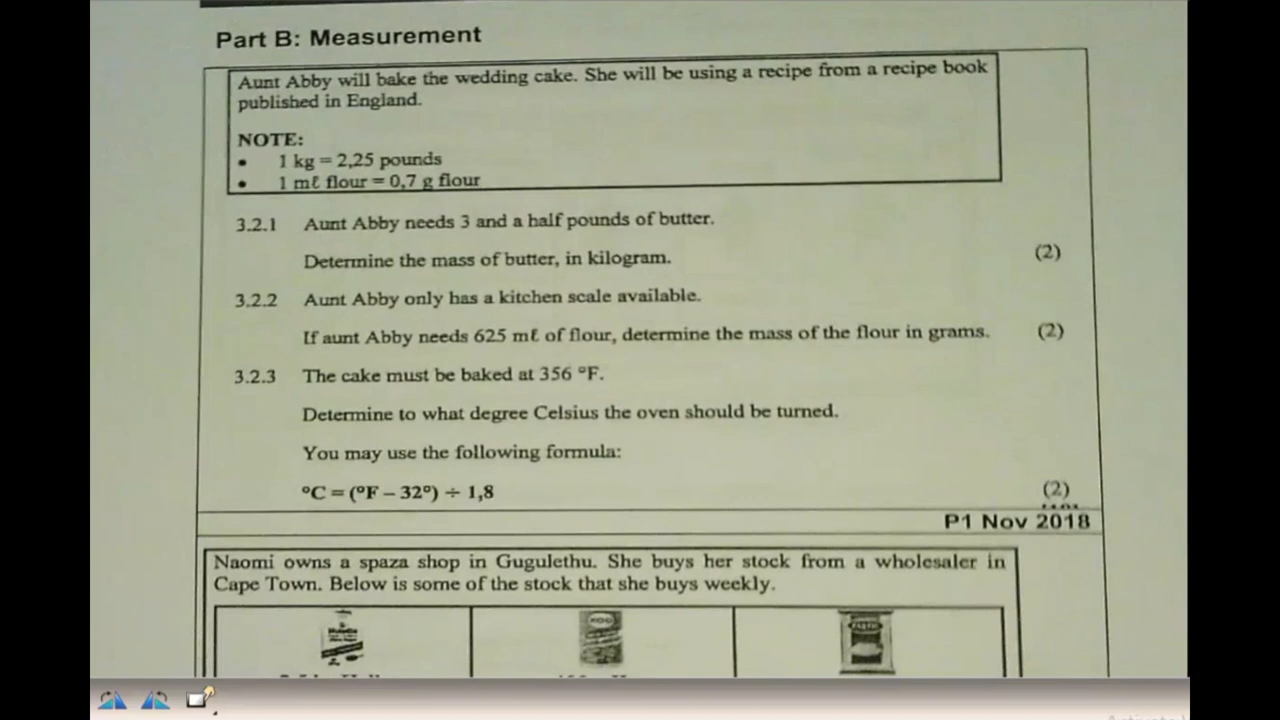 Part B: Measurement
Aunt Abby will bake the wedding cake. She will be using a recipe from a recipe book
published in England.
NOTE:
• 1 kg = 2,25 pounds
• 1 mℓ flour = 0,7 g flour
3.2.1 Aunt Abby needs 3 and a half pounds of butter.
Determine the mass of butter, in kilogram. (2)
3.2.2 Aunt Abby only has a kitchen scale available.
If aunt Abby needs 625 mℓ of flour, determine the mass of the flour in grams. (2)
3.2.3 The cake must be baked at 356 °F.
Determine to what degree Celsius the oven should be turned.
You may use the following formula:
°C = (°F – 32°) ÷ 1,8 (2)
P1 Nov 2018
Naomi owns a spaza shop in Gugulethu. She buys her stock from a wholesaler in
Cape Town. Below is some of the stock that she buys weekly.